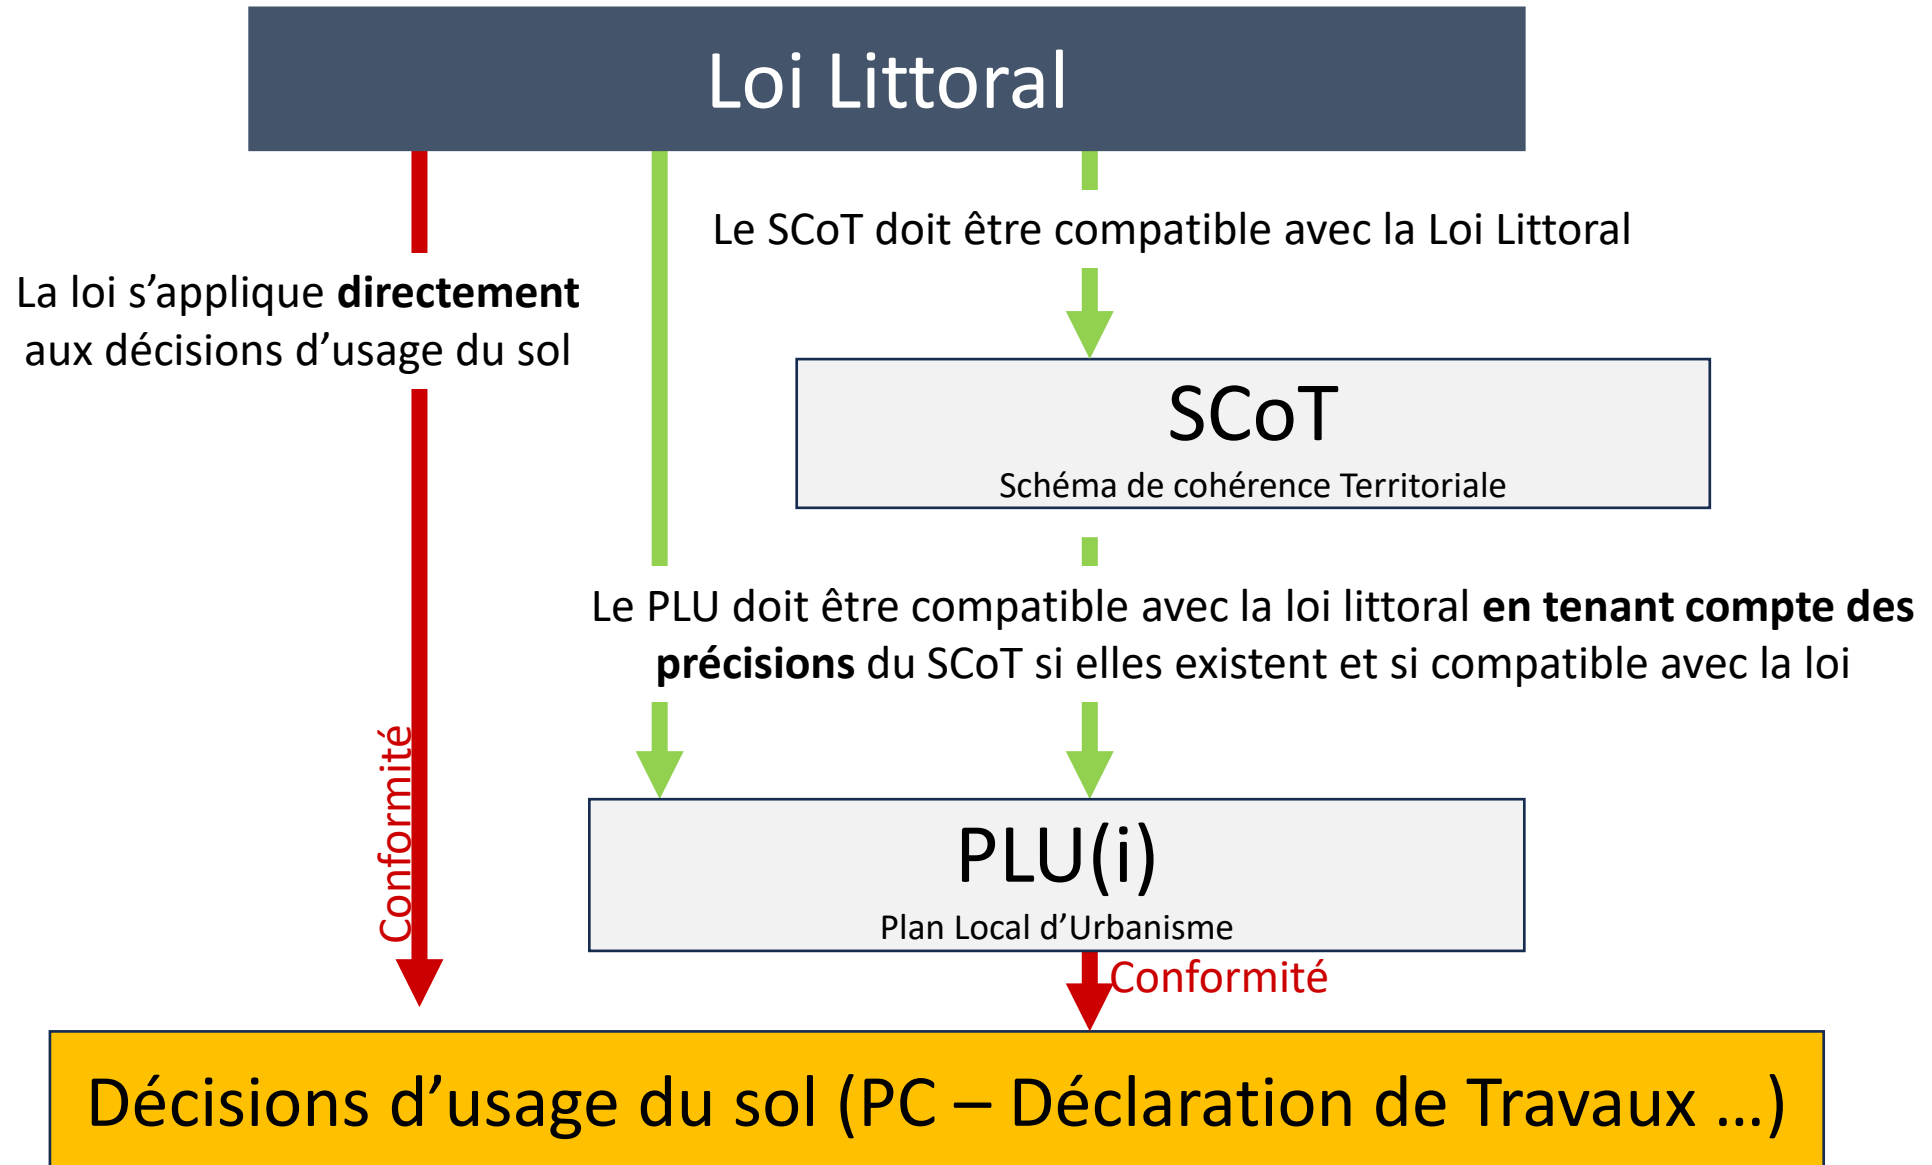 Loi Littoral
Le SCoT doit être compatible avec la Loi Littoral
La loi s’applique directement
aux décisions d’usage du sol
SCoT
Schéma de cohérence Territoriale
Le PLU doit être compatible avec la loi littoral en tenant compte des
précisions du SCoT si elles existent et si compatible avec la loi
Conformité
PLU(i)
Plan Local d’Urbanisme
Conformité
Décisions d’usage du sol (PC – Déclaration de Travaux …)